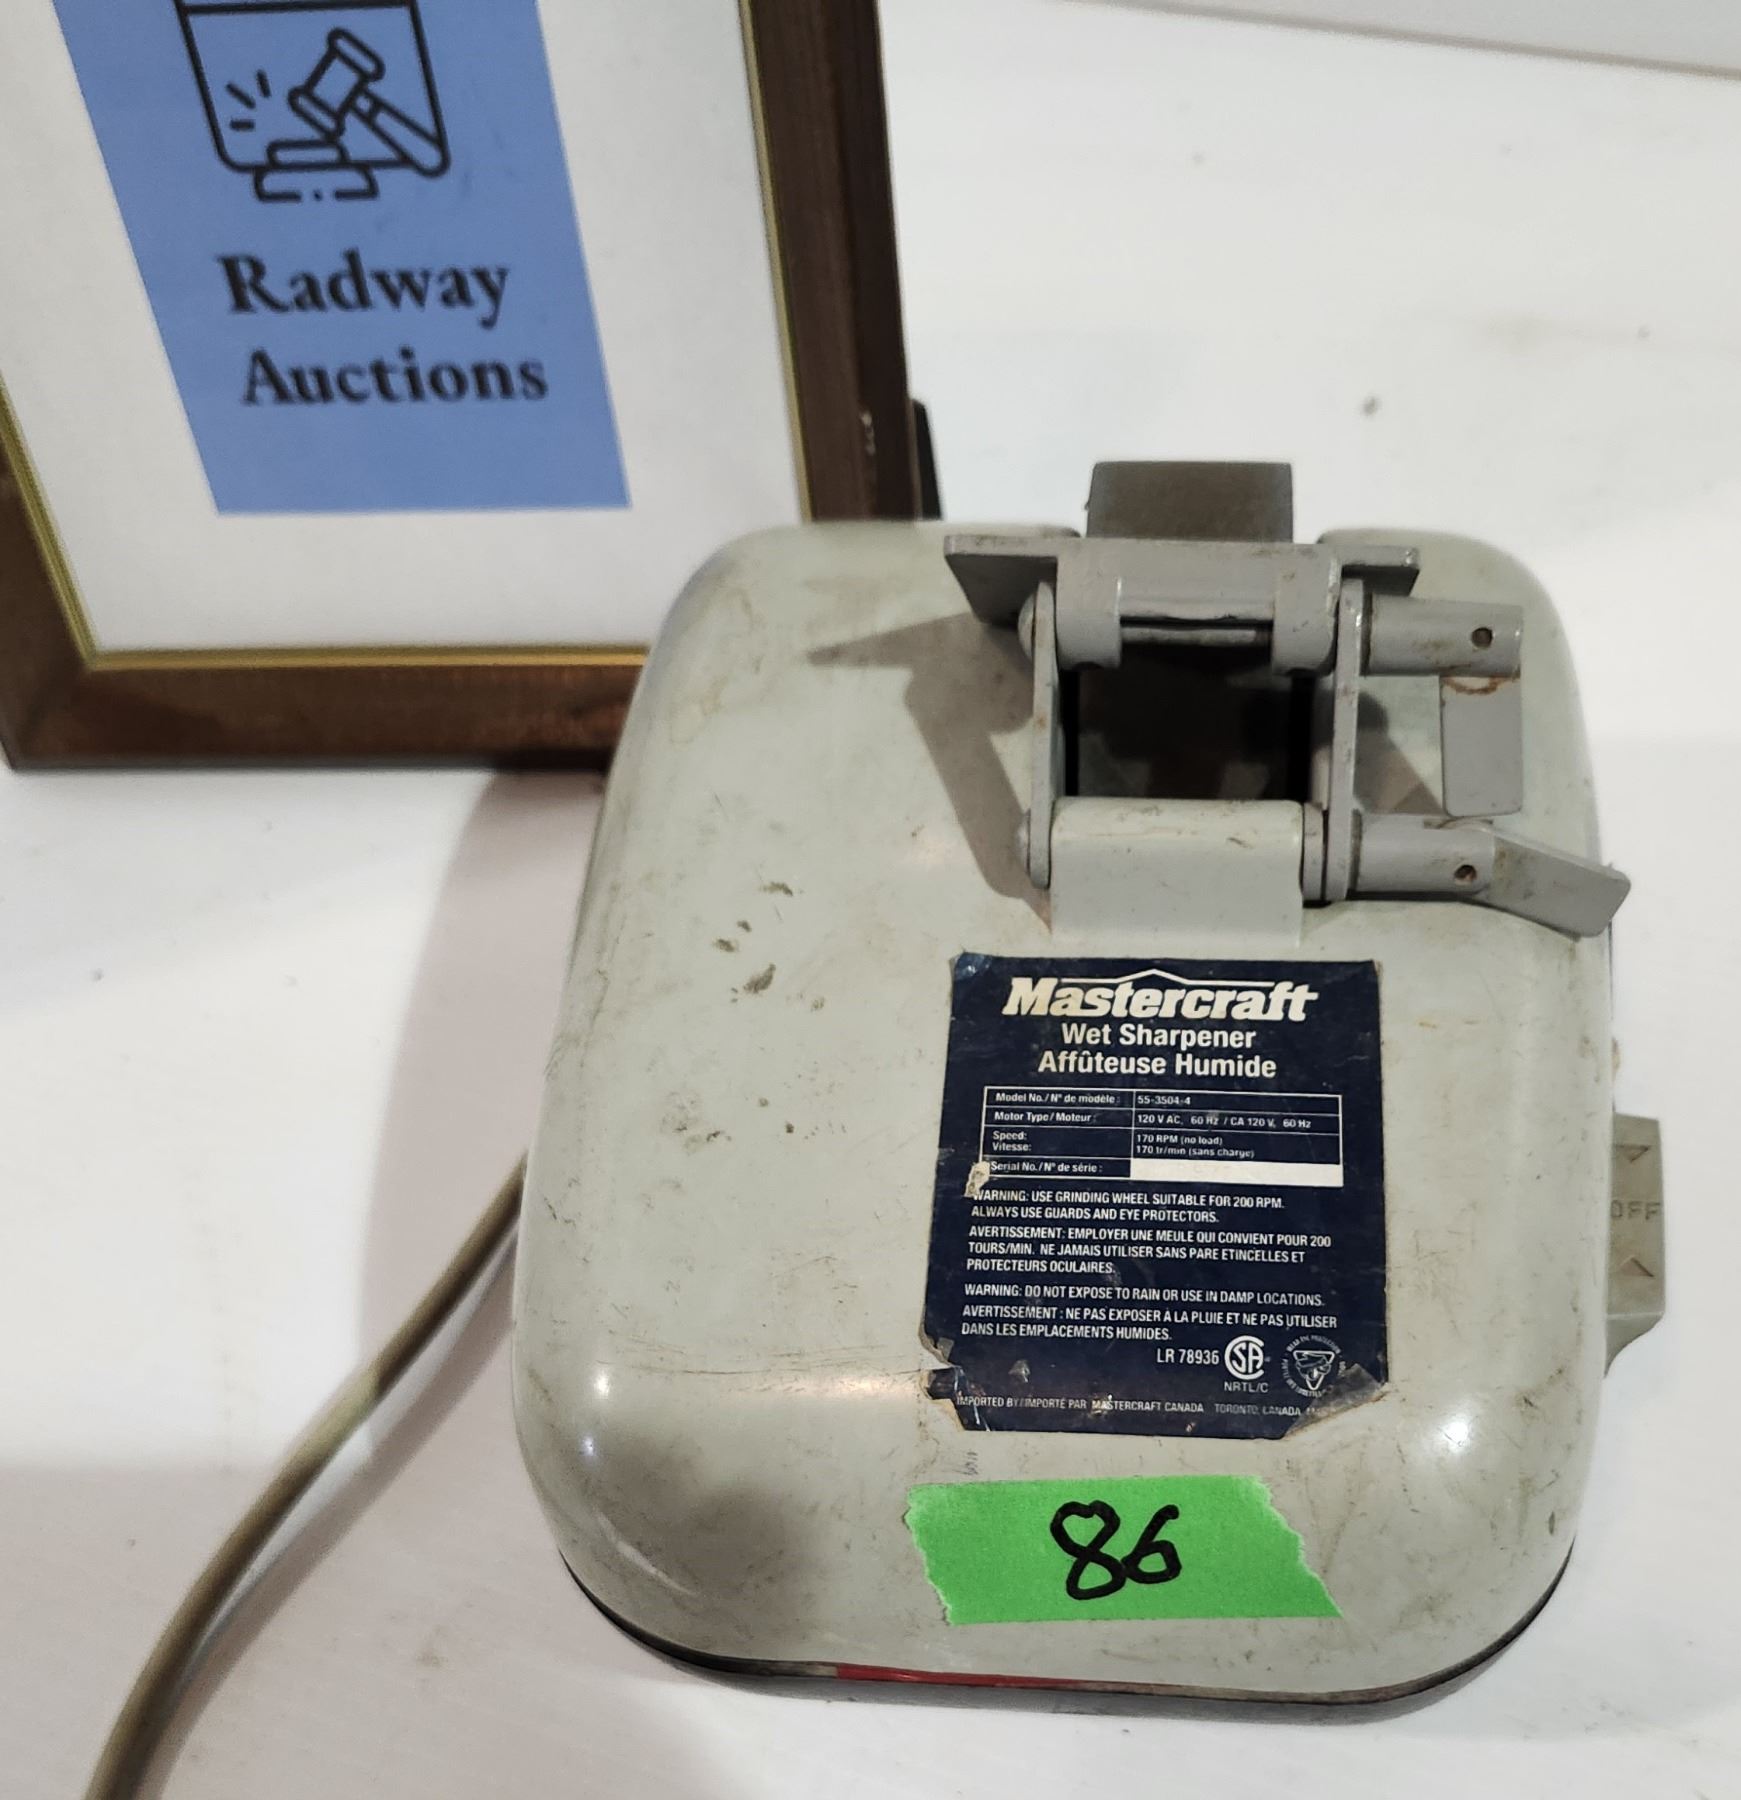 Radway
Auctions
Mastercraft
Wet Sharpener
Affûteuse Humide
Model No./N° de modèle: 55-3504-4
Motor Type/Moteur: 120 V AC, 60 Hz / CA 120 V, 60 Hz
Speed: 170 RPM (no load)
Vitesse: 170 tr/min (sans charge)
Serial No./N° de série:
WARNING: USE GRINDING WHEEL SUITABLE FOR 200 RPM.
ALWAYS USE GUARDS AND EYE PROTECTORS.
AVERTISSEMENT: EMPLOYER UNE MEULE QUI CONVIENT POUR 200
TOURS/MIN. NE JAMAIS UTILISER SANS PARE ETINCELLES ET
PROTECTEURS OCULAIRES.
WARNING: DO NOT EXPOSE TO RAIN OR USE IN DAMP LOCATIONS.
AVERTISSEMENT: NE PAS EXPOSER À LA PLUIE ET NE PAS UTILISER
DANS LES EMPLACEMENTS HUMIDES.
LR 78936 SA
NRTL/C
IMPORTED BY/IMPORTÉ PAR MASTERCRAFT CANADA TORONTO, CANADA
OFF
86